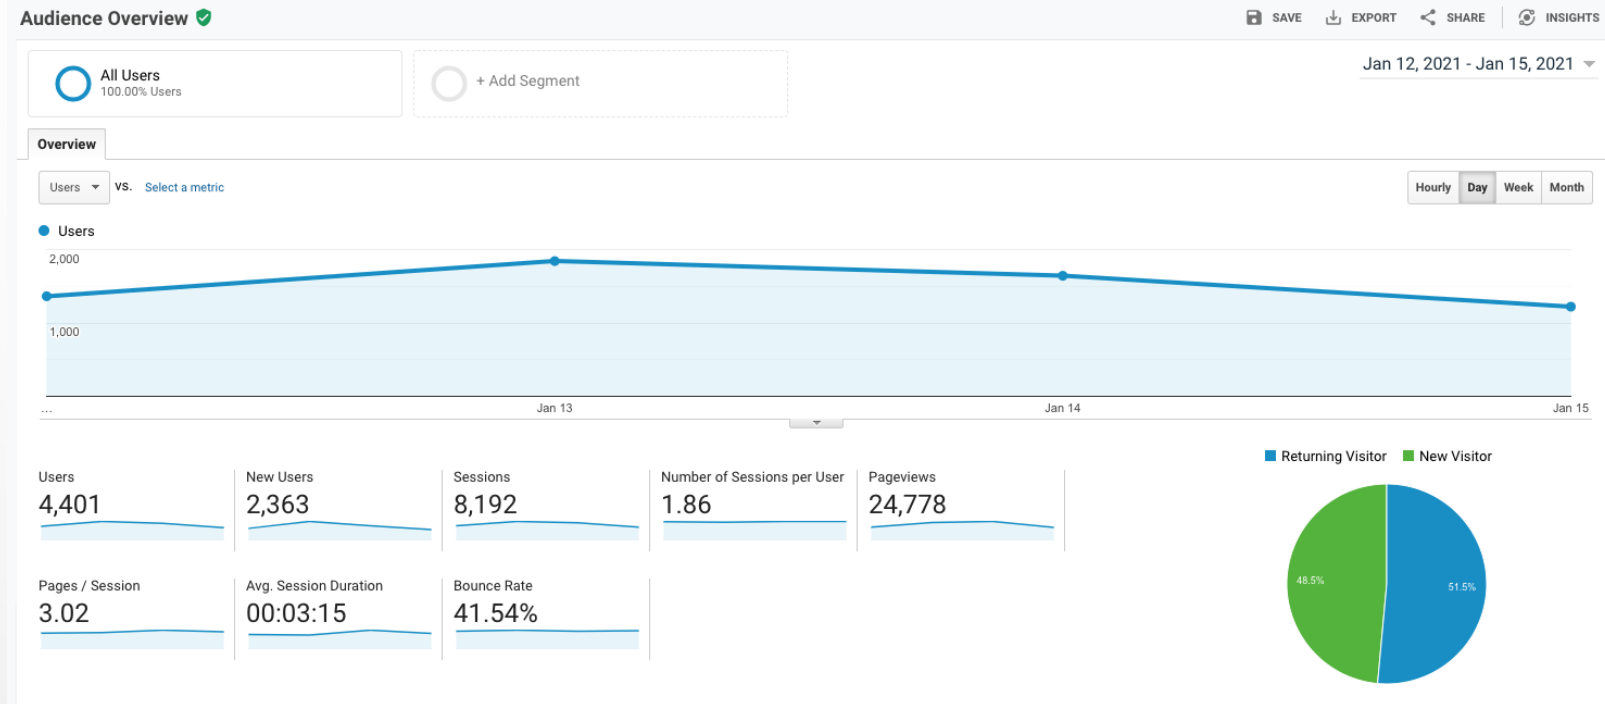 Audience Overview
SAVE EXPORT SHARE INSIGHTS
All Users
100.00% Users
+ Add Segment
Jan 12, 2021 - Jan 15, 2021
Overview
Users VS. Select a metric
Hourly Day Week Month
Users
2,000
1,000
... Jan 13 Jan 14 Jan 15
Returning Visitor New Visitor
Users New Users Sessions Number of Sessions per User Pageviews
4,401 2,363 8,192 1.86 24,778
Pages / Session Avg. Session Duration Bounce Rate
3.02 00:03:15 41.54%
48.5% 51.5%